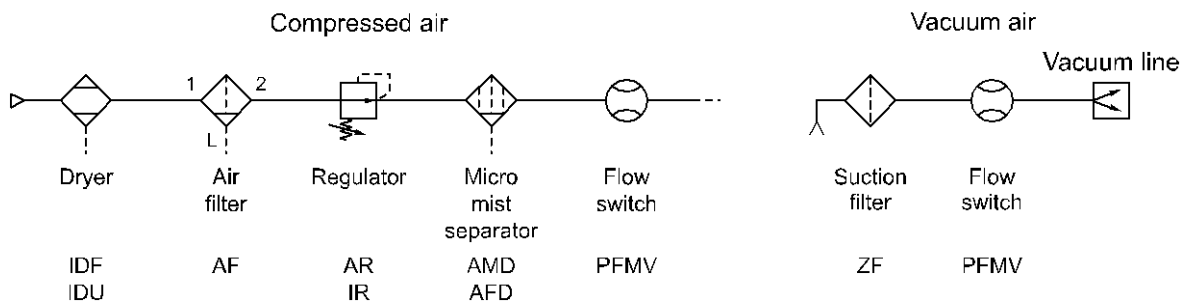 Compressed air
Vacuum air
Vacuum line
1
2
L
Dryer
Air
filter
Regulator
Micro
mist
separator
Flow
switch
Suction
filter
Flow
switch
IDF
IDU
AF
AR
IR
AMD
AFD
PFMV
ZF
PFMV